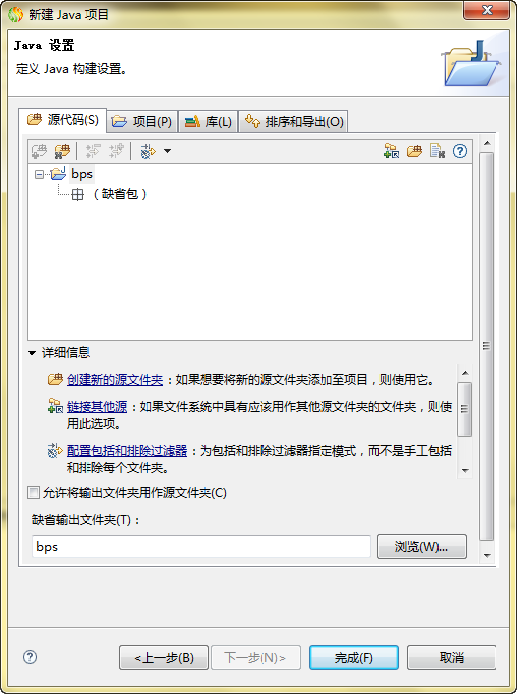 新建 Java 项目
Java 设置
定义 Java 构建设置。
源代码(S)
项目(P)
库(L)
排序和导出(O)
bps
（缺省包）
详细信息
创建新的源文件夹：如果想要将新的源文件夹添加至项目，则使用它。
链接其他源：如果文件系统中具有应该用作其他源文件夹的文件夹，则使
用此选项。
配置包括和排除过滤器：为包括和排除过滤器指定模式，而不是手工包括
和排除每个文件夹。
允许将输出文件夹用作源文件夹(C)
缺省输出文件夹(T)：
bps
浏览(W)...
<上一步(B)
下一步(N)>
完成(F)
取消